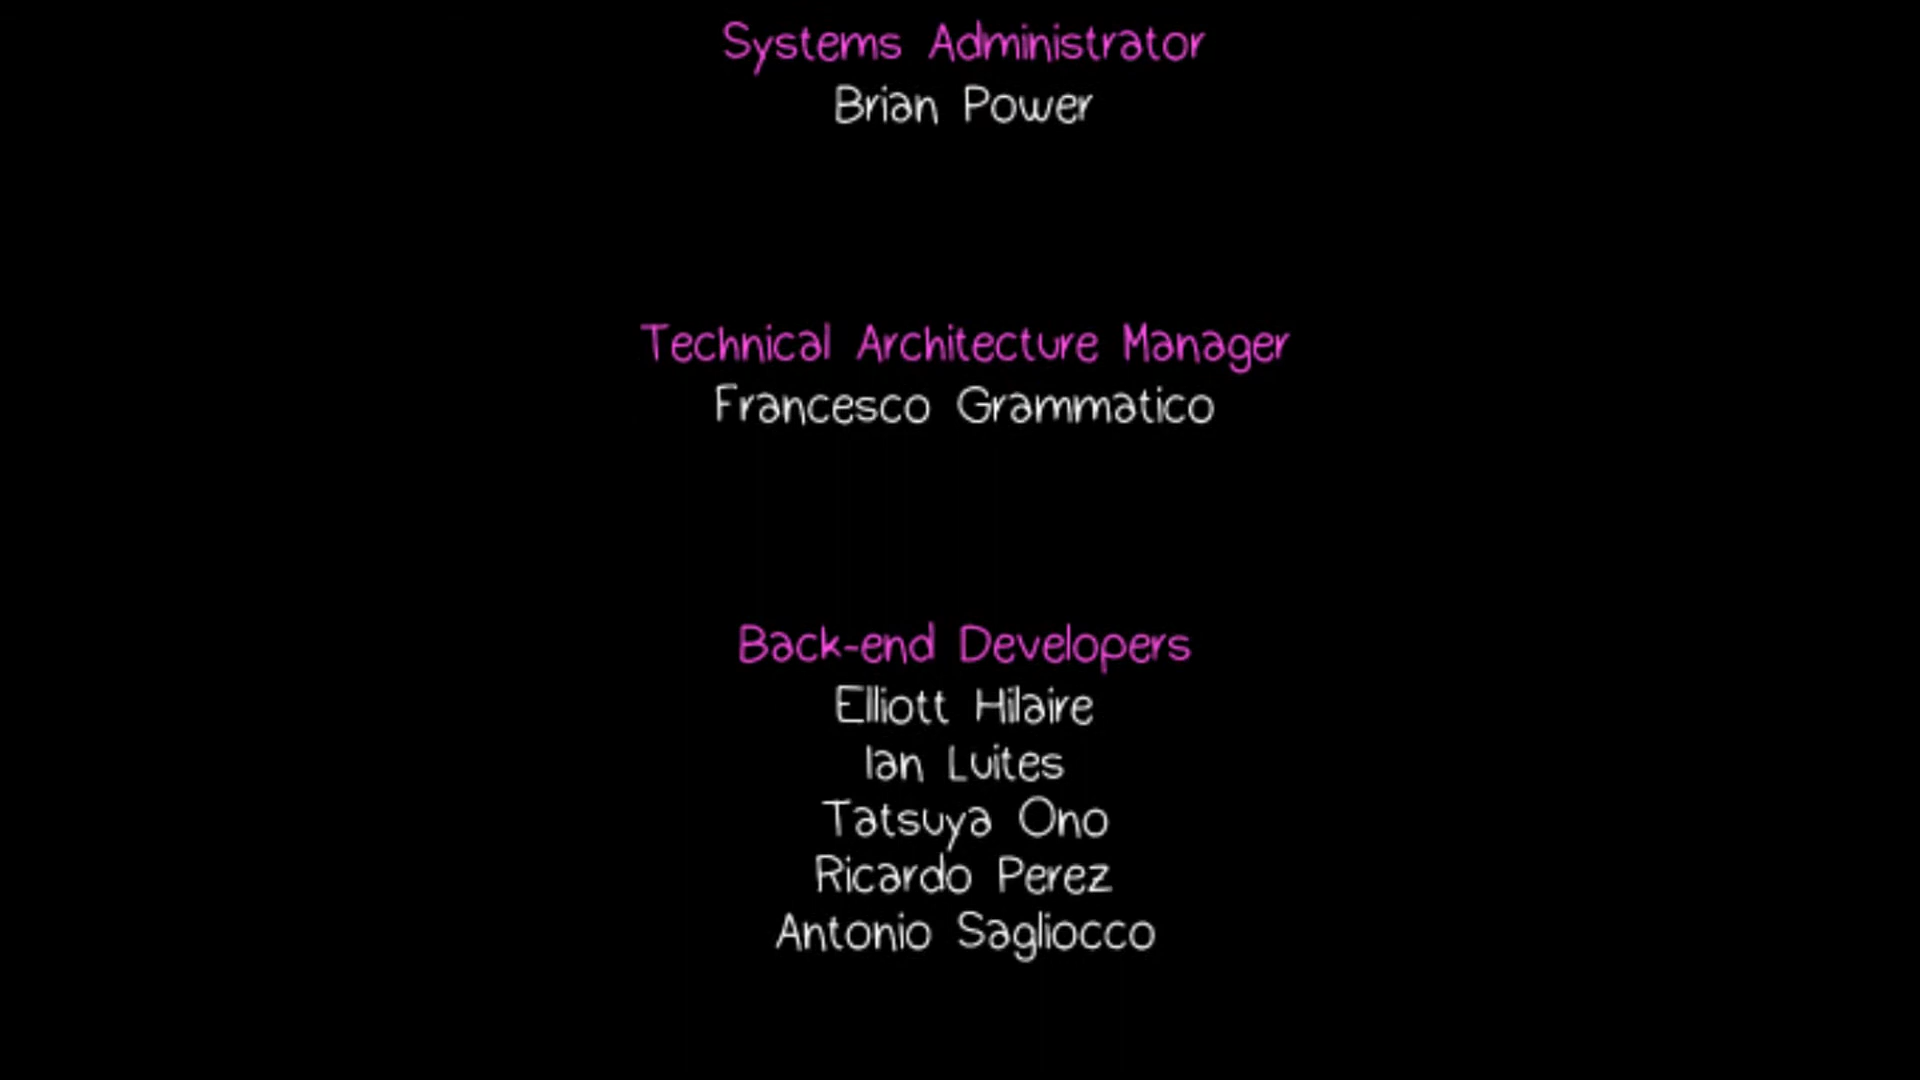 Systems Administrator
Brian Power
Technical Architecture Manager
Francesco Grammatico
Back-end Developers
Elliott Hilaire
Ian Luites
Tatsuya Ono
Ricardo Perez
Antonio Sagliocco